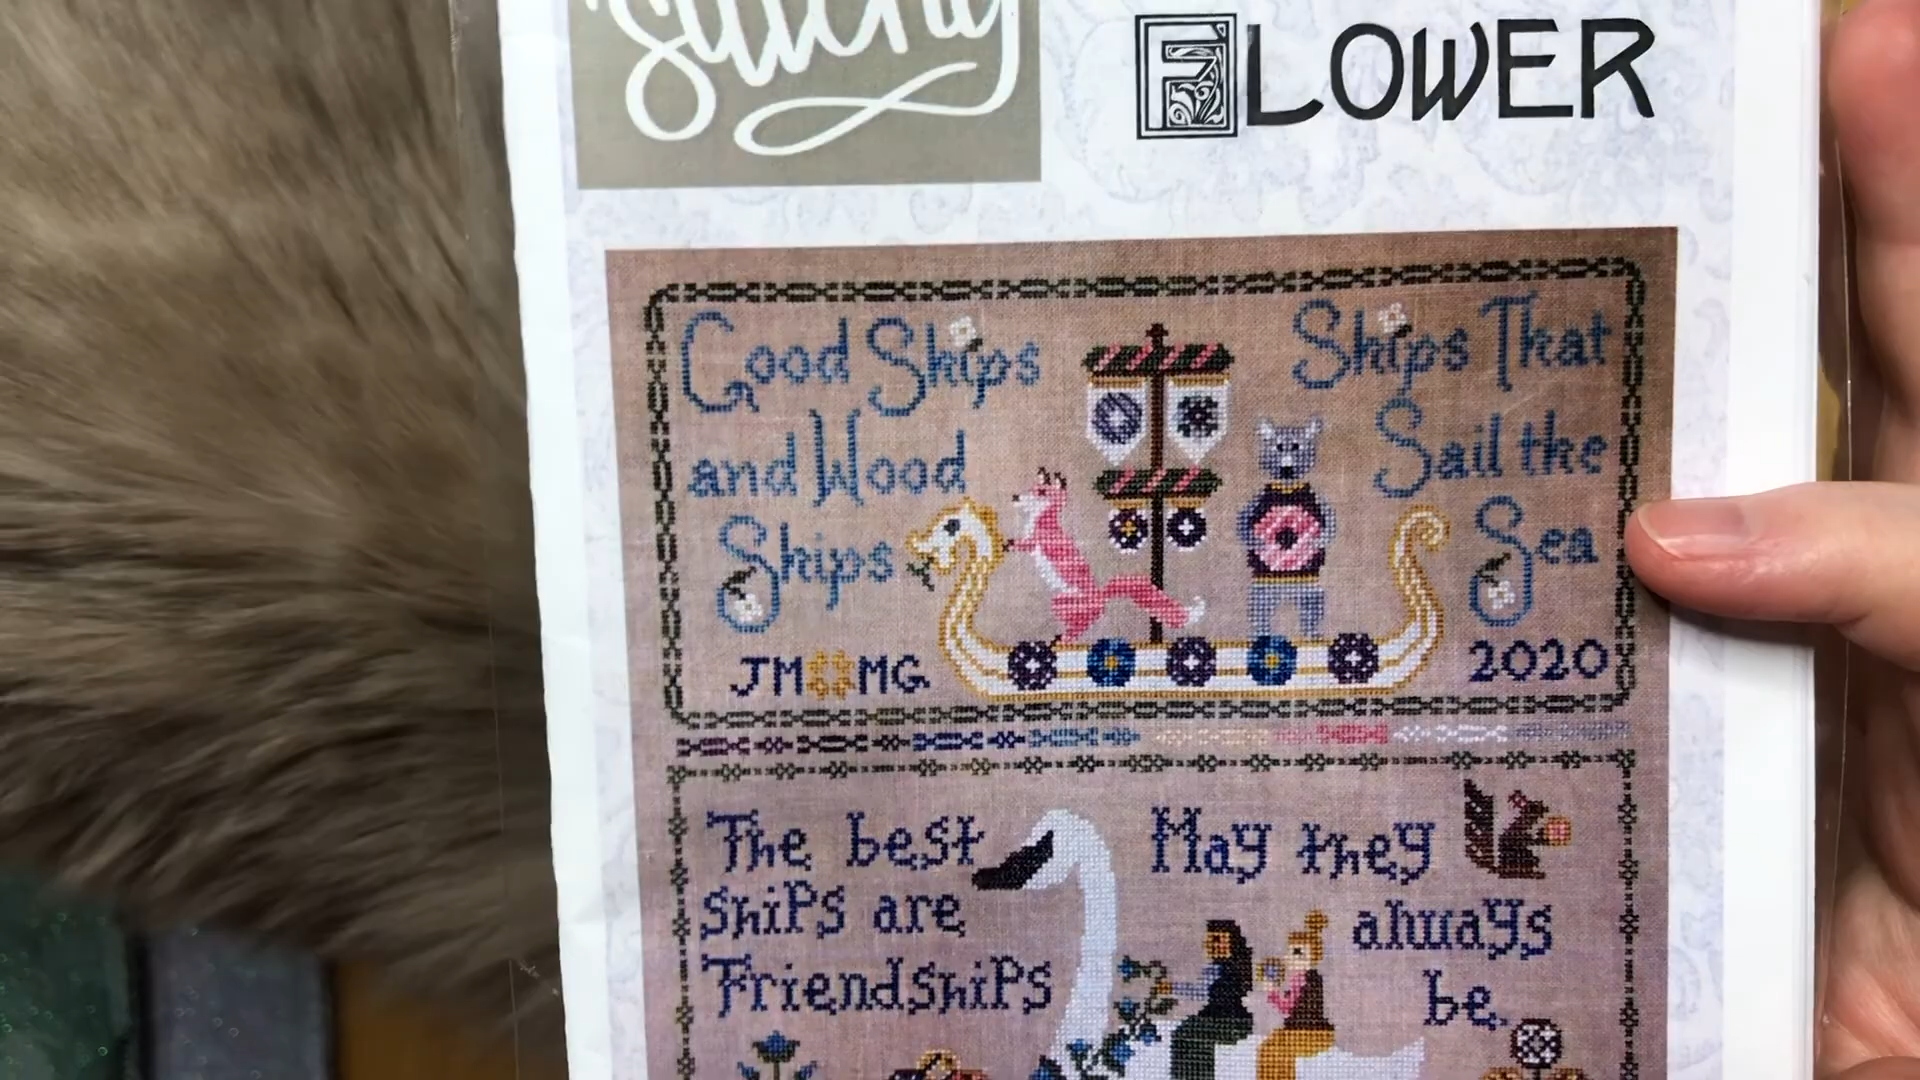 Stitchy
FLOWER
Good Ships
and Wood
Ships
Ships That
Sail the
Sea
JM MG
2020
The best
ships are
Friendships
May they
always
be